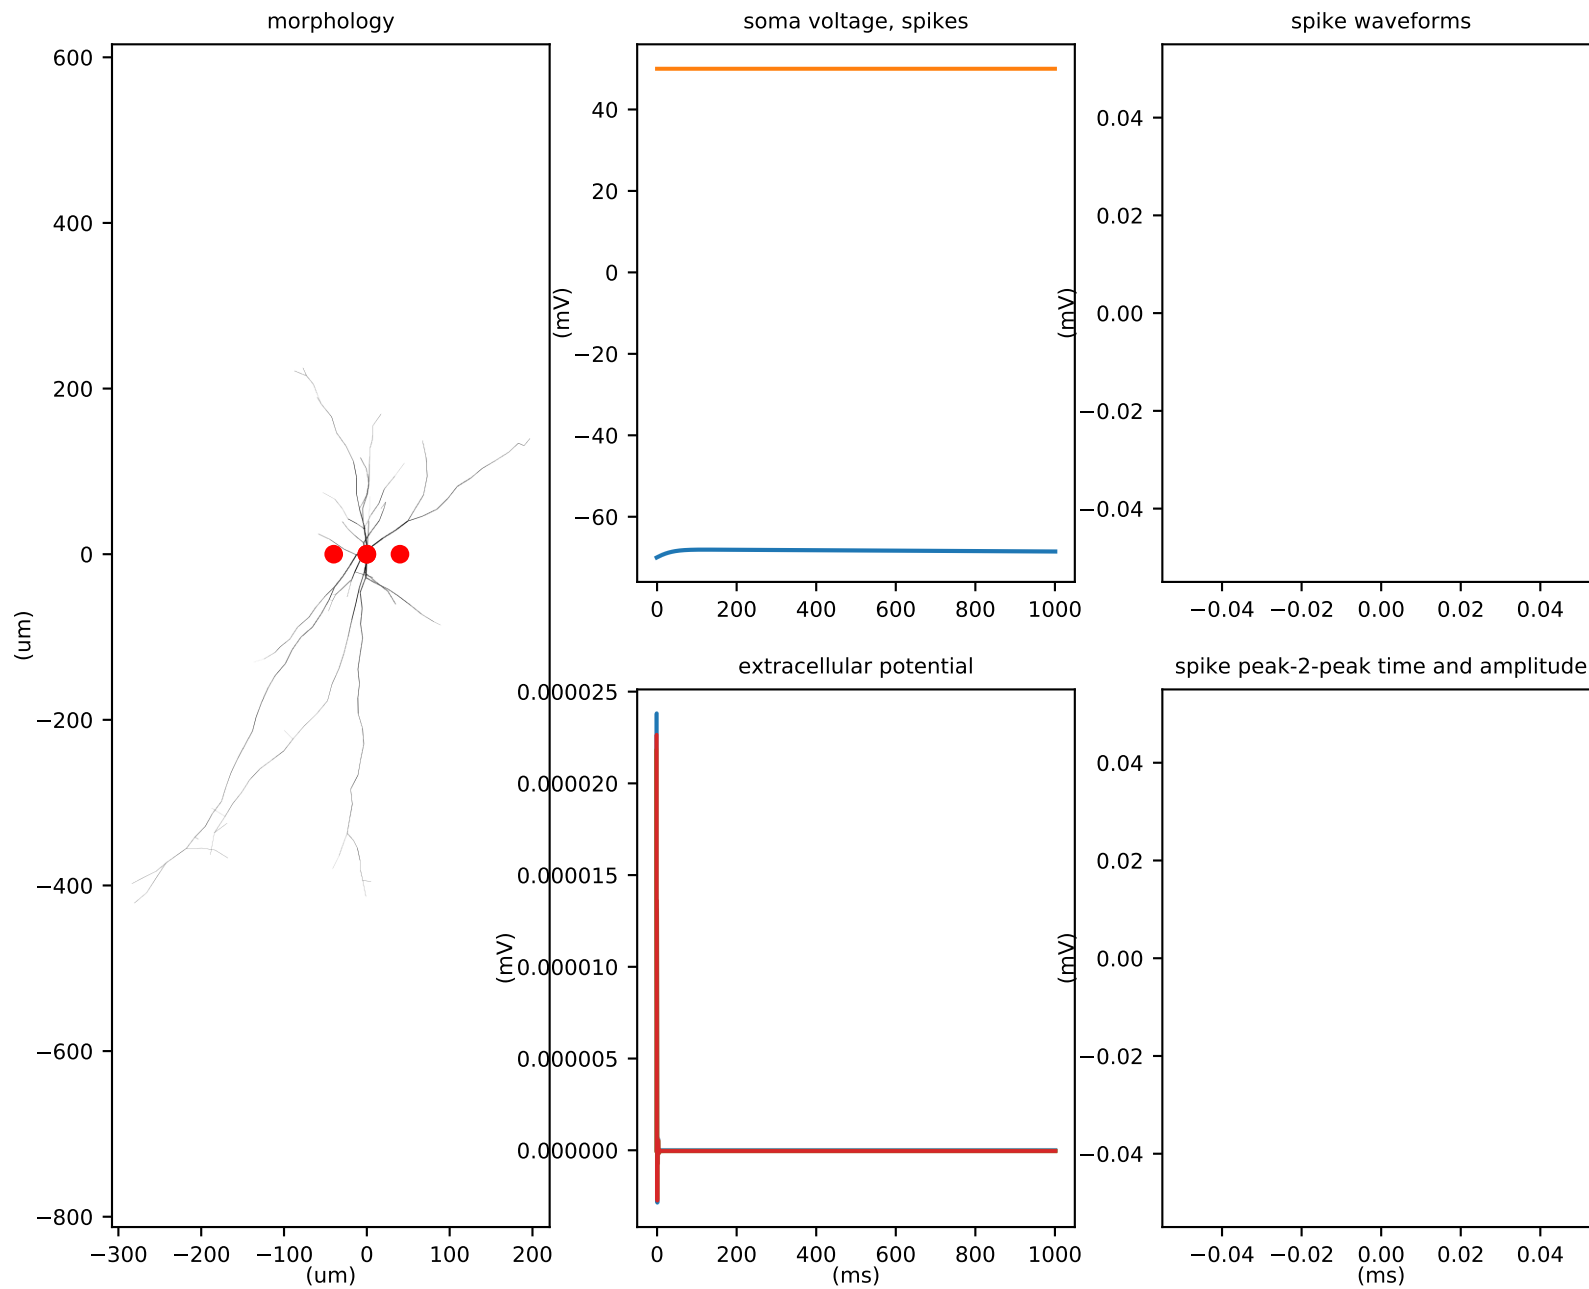 morphology
600
400
200
0
−200
−400
−600
−800
(um)
−300 −200 −100 0 100 200
(um)
soma voltage, spikes
40
20
0
−20
−40
−60
(mV)
0 200 400 600 800 1000
spike waveforms
0.04
0.02
0.00
−0.02
−0.04
(mV)
−0.04 −0.02 0.00 0.02 0.04
extracellular potential
0.000025
0.000020
0.000015
0.000010
0.000005
0.000000
(mV)
0 200 400 600 800 1000
(ms)
spike peak-2-peak time and amplitude
0.04
0.02
0.00
−0.02
−0.04
(mV)
−0.04 −0.02 0.00 0.02 0.04
(ms)